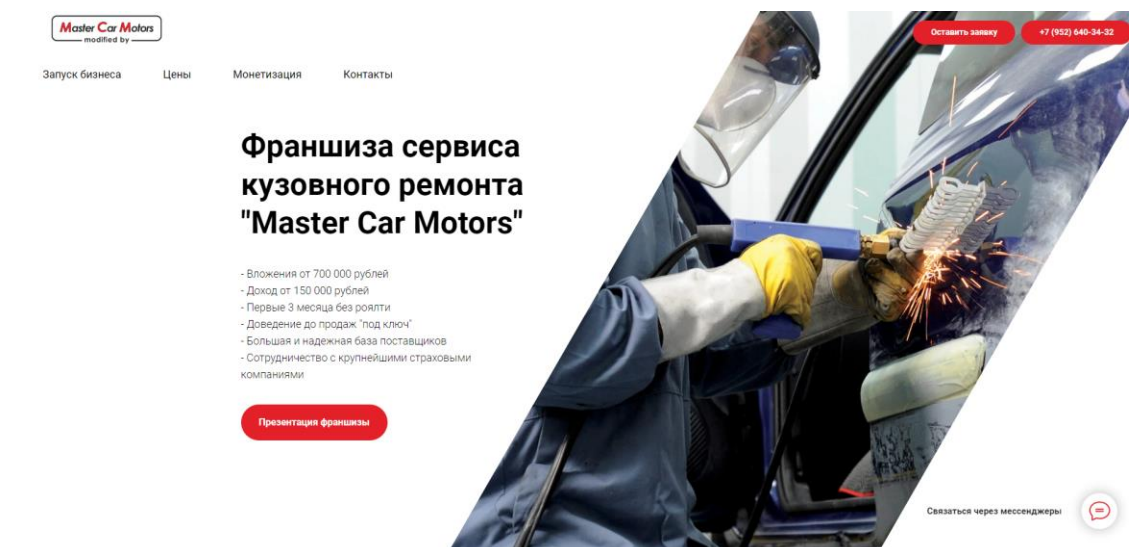 Master Car Motors
modified by
Оставить заявку
+7 (952) 640-34-32
Запуск бизнеса
Цены
Монетизация
Контакты
Франшиза сервиса
кузовного ремонта
"Master Car Motors"
- Вложения от 700 000 рублей
- Доход от 150 000 рублей
- Первые 3 месяца без роялти
- Доведение до продаж "под ключ"
- Большая и надежная база поставщиков
- Сотрудничество с крупнейшими страховыми
компаниями
Презентация франшизы
Связаться через мессенджеры